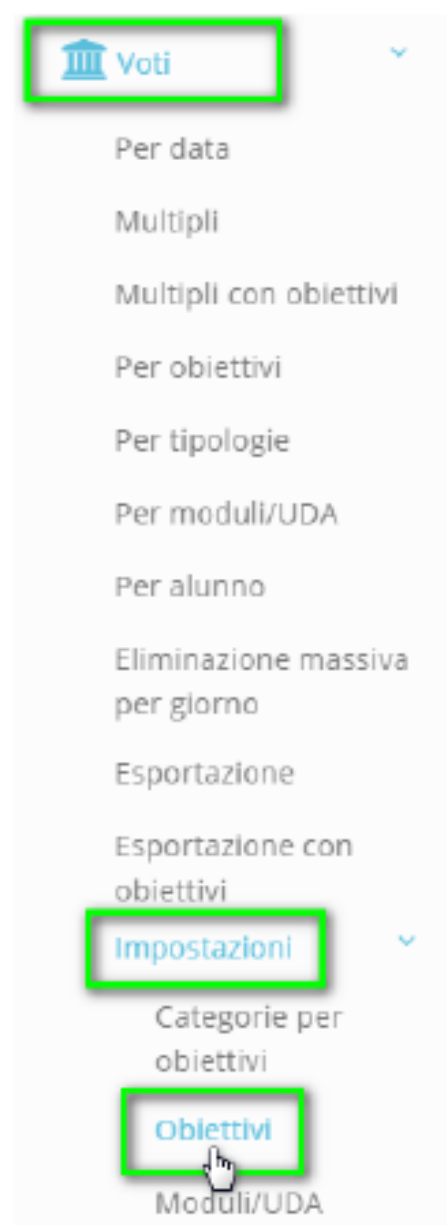 Voti
Per data
Multipli
Multipli con obiettivi
Per obiettivi
Per tipologie
Per moduli/UDA
Per alunno
Eliminazione massiva
per giorno
Esportazione
Esportazione con
obiettivi
Impostazioni
Categorie per
obiettivi
Obiettivi
Moduli/UDA